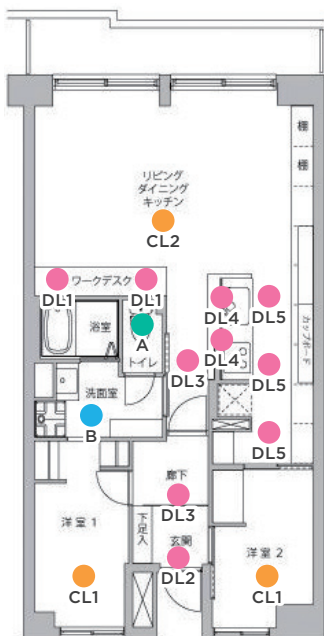 棚
棚
リビング
ダイニング
キッチン
CL2
ワークデスク
DL1
DL1
DL4
DL5
浴室
A
トイレ
カップボード
DL4
DL3
DL5
洗面室
B
DL5
廊下
DL3
洋室1
下足入
玄関
DL2
洋室2
CL1
CL1